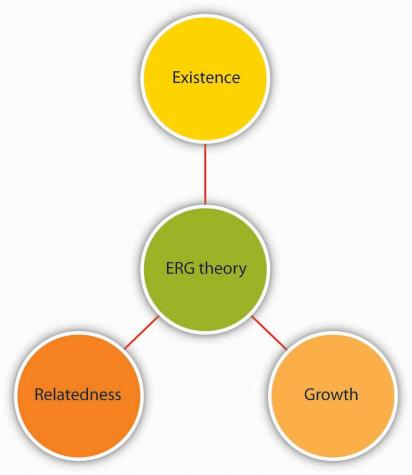 Existence
ERG theory
Relatedness
Growth